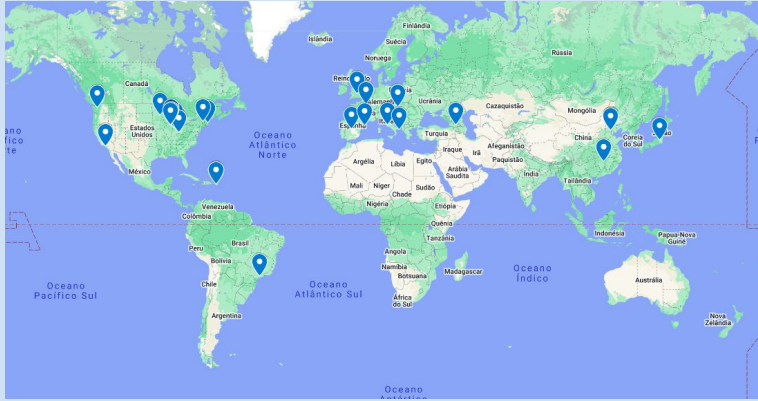 Finlândia
Islândia
Suécia
Noruega
Rússia
Canadá
Ucrânia
Cazaquistão
Mongólia
Estados
Unidos
Espanha
Turquia
China
Coreia
do Sul
Oceano
Atlântico
Norte
Afeganistão
Iraque
Irã
Paquistão
Argélia
Líbia
Egito
Arábia
Saudita
México
Índia
Mali
Níger
Chade
Sudão
Tailândia
Venezuela
Nigéria
Etiópia
Colômbia
Quênia
Tanzânia
Indonésia
Papua-Nova
Guiné
Peru
Brasil
Bolívia
Angola
Namíbia
Botsuana
Madagascar
Oceano
Índico
Oceano
Pacífico Sul
Chile
Oceano
Atlântico Sul
Austrália
África
do Sul
Argentina
Nova
Zelândia
Oceano